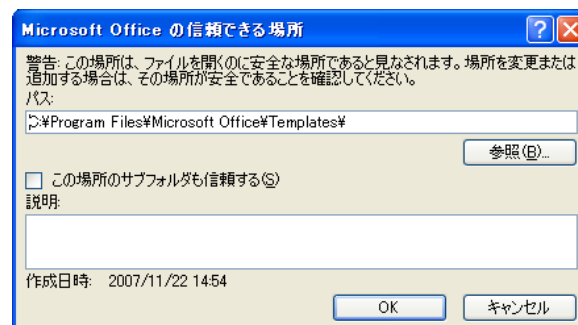 Microsoft Office の信頼できる場所
警告: この場所は、ファイルを開くのに安全な場所であると見なされます。場所を変更または
追加する場合は、その場所が安全であることを確認してください。
パス:
C:¥Program Files¥Microsoft Office¥Templates¥
参照(B)...
この場所のサブフォルダも信頼する(S)
説明:
作成日時: 2007/11/22 14:54
OK キャンセル